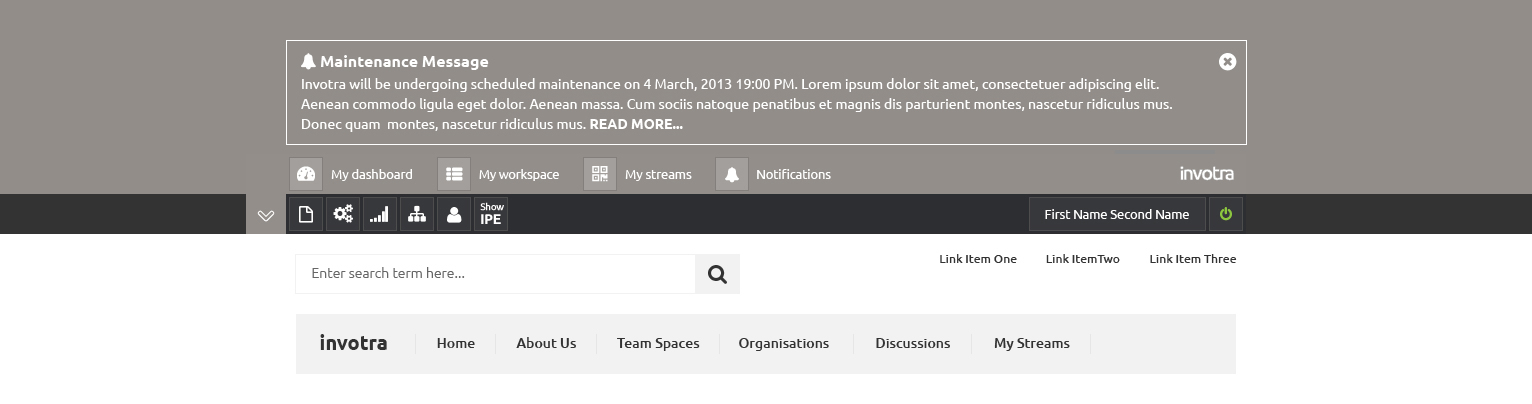 Maintenance Message
Invotra will be undergoing scheduled maintenance on 4 March, 2013 19:00 PM. Lorem ipsum dolor sit amet, consectetuer adipiscing elit.
Aenean commodo ligula eget dolor. Aenean massa. Cum sociis natoque penatibus et magnis dis parturient montes, nascetur ridiculus mus.
Donec quam  montes, nascetur ridiculus mus. READ MORE...
My dashboard My workspace My streams Notifications invotra
Show
IPE First Name Second Name
Link Item One Link ItemTwo Link Item Three
Enter search term here...
invotra Home About Us Team Spaces Organisations Discussions My Streams